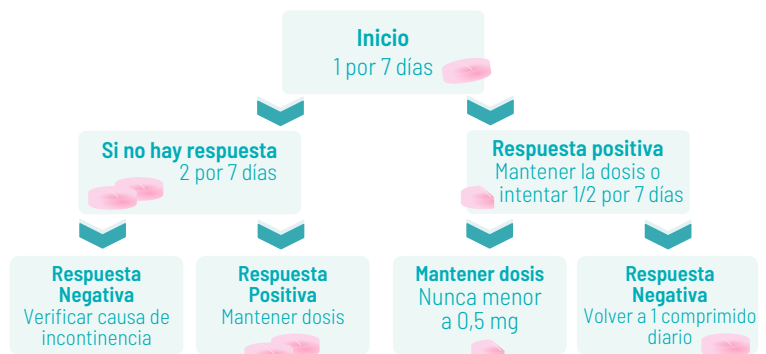 Inicio
1 por 7 días
Si no hay respuesta
2 por 7 días
Respuesta positiva
Mantener la dosis o
intentar 1/2 por 7 días
Respuesta
Negativa
Verificar causa de
incontinencia
Respuesta
Positiva
Mantener dosis
Mantener dosis
Nunca menor
a 0,5 mg
Respuesta
Negativa
Volver a 1 comprimido
diario